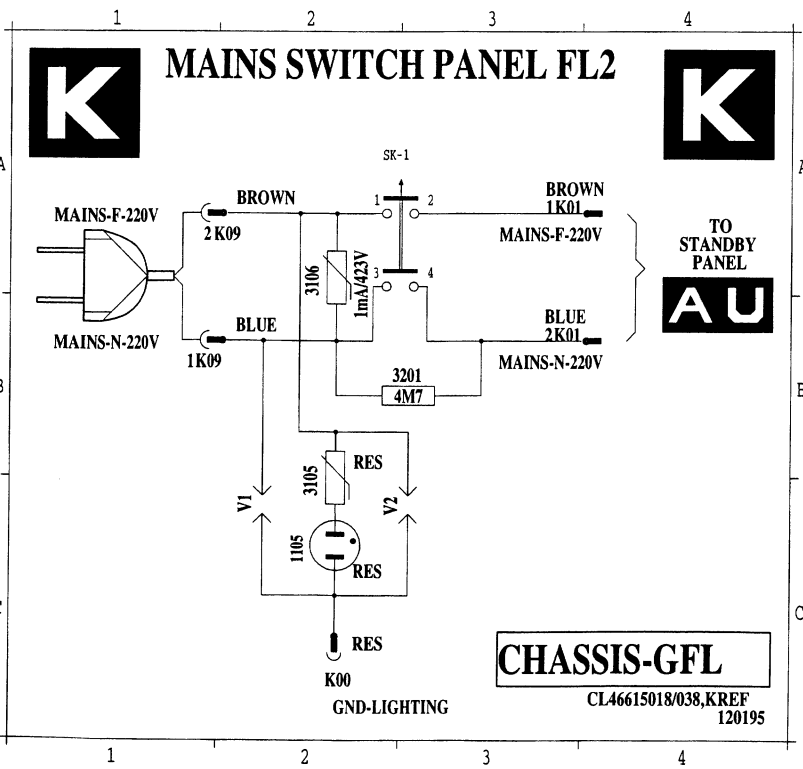 1 2 3 4
K
MAINS SWITCH PANEL FL2
K
A
A
SK-1
BROWN
1 2
BROWN
1K01
MAINS-F-220V
2K09
MAINS-F-220V
TO
STANDBY
PANEL
3106
1mA/423V
3 4
A U
BLUE
BLUE
2K01
MAINS-N-220V
1K09
MAINS-N-220V
3201
4M7
B
B
3105
RES
V1
V2
1105
RES
C
C
RES
K00
GND-LIGHTING
CHASSIS-GFL
CL46615018/038,KREF
120195
1 2 3 4